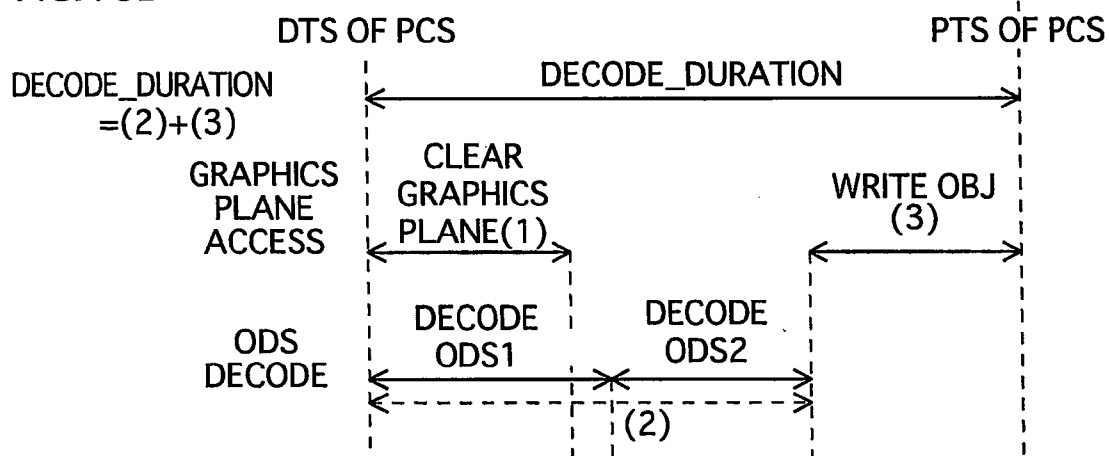 DTS OF PCS
PTS OF PCS
DECODE_DURATION
=(2)+(3)
DECODE_DURATION
GRAPHICS
PLANE
ACCESS
CLEAR
GRAPHICS
PLANE(1)
WRITE OBJ
(3)
ODS
DECODE
DECODE
ODS1
DECODE
ODS2
(2)